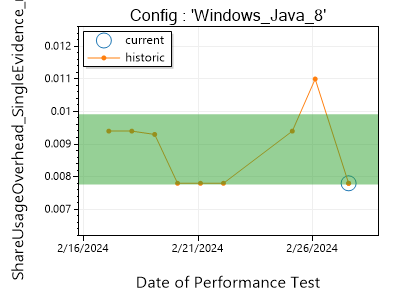 Config : 'Windows_Java_8'
current
historic
0.012
0.011
0.01
0.009
0.008
0.007
2/16/2024
2/21/2024
2/26/2024
Date of Performance Test
ShareUsageOverhead_SingleEvidence_